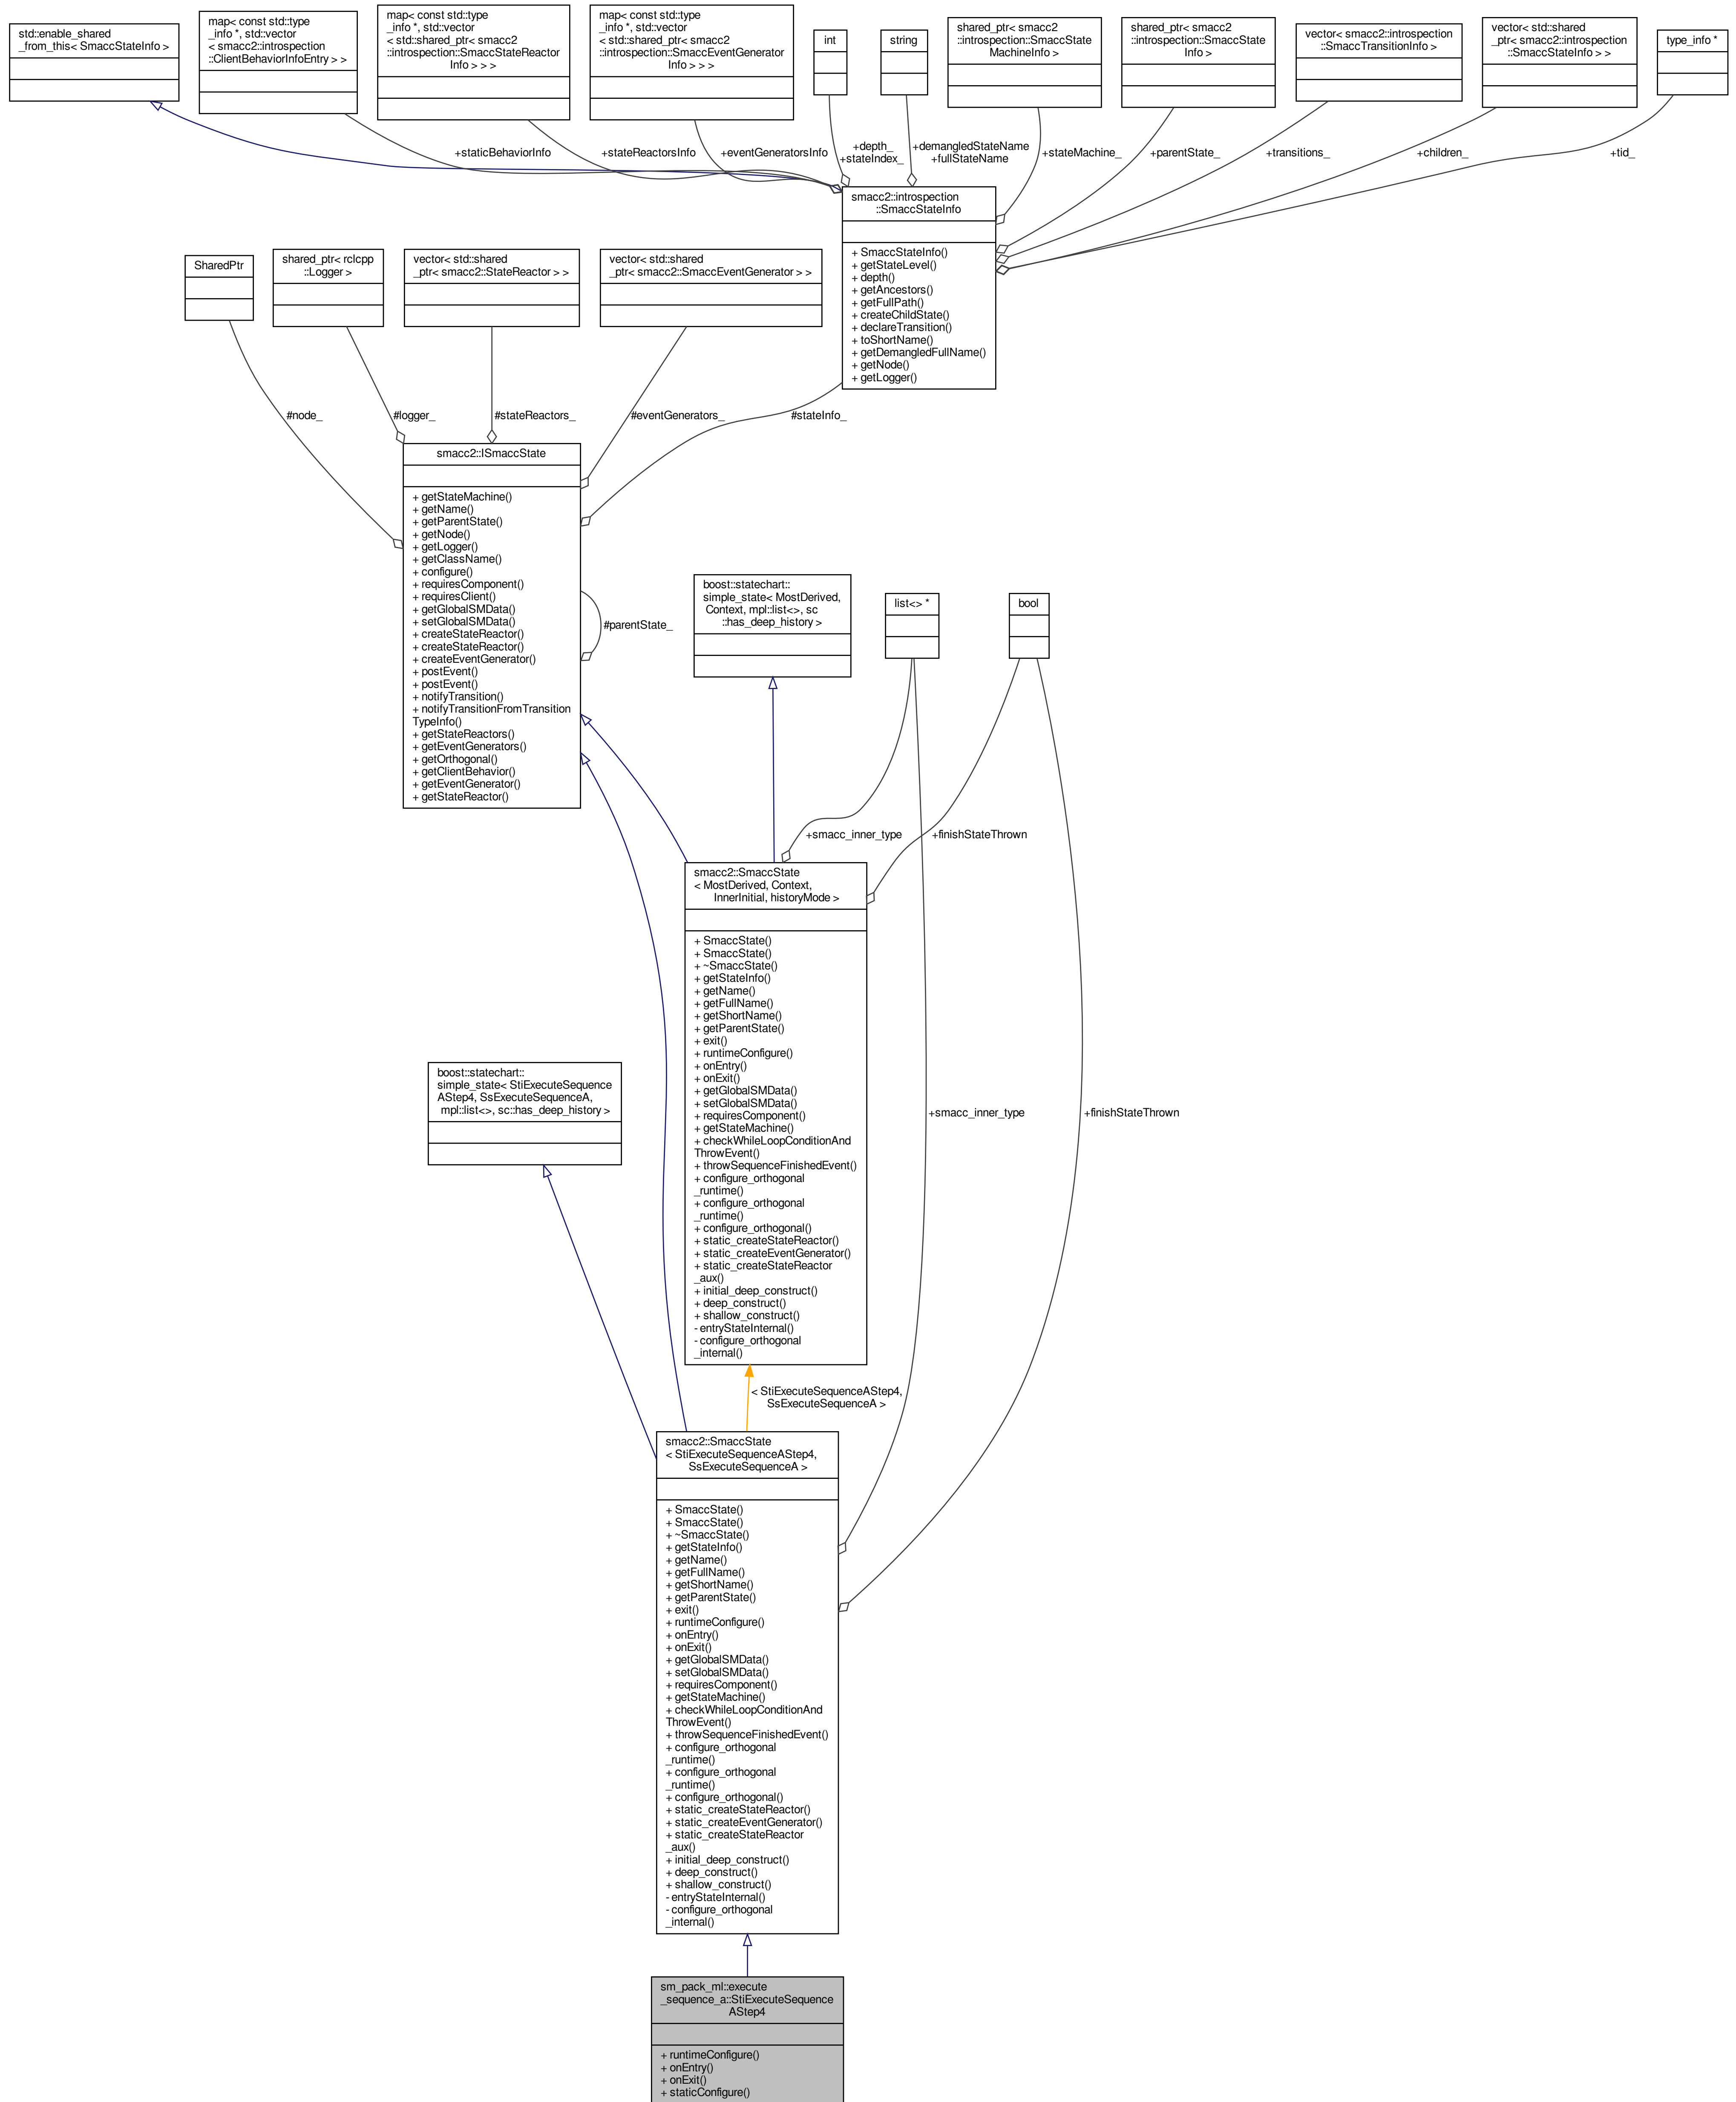 std::enable_shared
_from_this< SmaccStateInfo >
map< const std::type
_info *, std::vector
< smacc2::introspection
::ClientBehaviorInfoEntry > >
map< const std::type
_info *, std::vector
< std::shared_ptr< smacc2
::introspection::SmaccStateReactor
Info > > >
map< const std::type
_info *, std::vector
< std::shared_ptr< smacc2
::introspection::SmaccEventGenerator
Info > > >
int
string
shared_ptr< smacc2
::introspection::SmaccState
MachineInfo >
shared_ptr< smacc2
::introspection::SmaccState
Info >
vector< smacc2::introspection
::SmaccTransitionInfo >
vector< std::shared
_ptr< smacc2::introspection
::SmaccStateInfo > >
type_info *
+staticBehaviorInfo
+stateReactorsInfo
+eventGeneratorsInfo
+depth_
+stateIndex_
+demangledStateName
+fullStateName
+stateMachine_
+parentState_
+transitions_
+children_
+tid_
smacc2::introspection
::SmaccStateInfo
+ SmaccStateInfo()
+ getStateLevel()
+ depth()
+ getAncestors()
+ getFullPath()
+ createChildState()
+ declareTransition()
+ toShortName()
+ getDemangledFullName()
+ getNode()
+ getLogger()
SharedPtr
shared_ptr< rclcpp
::Logger >
vector< std::shared
_ptr< smacc2::StateReactor > >
vector< std::shared
_ptr< smacc2::SmaccEventGenerator > >
#node_
#logger_
#stateReactors_
#eventGenerators_
#stateInfo_
smacc2::ISmaccState
+ getStateMachine()
+ getName()
+ getParentState()
+ getNode()
+ getLogger()
+ getClassName()
+ configure()
+ requiresComponent()
+ requiresClient()
+ getGlobalSMData()
+ setGlobalSMData()
+ createStateReactor()
+ createStateReactor()
+ createEventGenerator()
+ postEvent()
+ postEvent()
+ notifyTransition()
+ notifyTransitionFromTransition
TypeInfo()
+ getStateReactors()
+ getEventGenerators()
+ getOrthogonal()
+ getClientBehavior()
+ getEventGenerator()
+ getStateReactor()
#parentState_
boost::statechart::
simple_state< MostDerived,
Context, mpl::list<>, sc
::has_deep_history >
list<> *
bool
+smacc_inner_type
+finishStateThrown
smacc2::SmaccState
< MostDerived, Context,
InnerInitial, historyMode >
+ SmaccState()
+ SmaccState()
+ ~SmaccState()
+ getStateInfo()
+ getName()
+ getFullName()
+ getShortName()
+ getParentState()
+ exit()
+ runtimeConfigure()
+ onEntry()
+ onExit()
+ getGlobalSMData()
+ setGlobalSMData()
+ requiresComponent()
+ getStateMachine()
+ checkWhileLoopConditionAnd
ThrowEvent()
+ throwSequenceFinishedEvent()
+ configure_orthogonal
_runtime()
+ configure_orthogonal
_runtime()
+ configure_orthogonal()
+ static_createStateReactor()
+ static_createEventGenerator()
+ static_createStateReactor
_aux()
+ initial_deep_construct()
+ deep_construct()
+ shallow_construct()
- entryStateInternal()
- configure_orthogonal
_internal()
boost::statechart::
simple_state< StiExecuteSequence
AStep4, SsExecuteSequenceA,
mpl::list<>, sc::has_deep_history >
+smacc_inner_type
+finishStateThrown
< StiExecuteSequenceAStep4,
SsExecuteSequenceA >
smacc2::SmaccState
< StiExecuteSequenceAStep4,
SsExecuteSequenceA >
+ SmaccState()
+ SmaccState()
+ ~SmaccState()
+ getStateInfo()
+ getName()
+ getFullName()
+ getShortName()
+ getParentState()
+ exit()
+ runtimeConfigure()
+ onEntry()
+ onExit()
+ getGlobalSMData()
+ setGlobalSMData()
+ requiresComponent()
+ getStateMachine()
+ checkWhileLoopConditionAnd
ThrowEvent()
+ throwSequenceFinishedEvent()
+ configure_orthogonal
_runtime()
+ configure_orthogonal
_runtime()
+ configure_orthogonal()
+ static_createStateReactor()
+ static_createEventGenerator()
+ static_createStateReactor
_aux()
+ initial_deep_construct()
+ deep_construct()
+ shallow_construct()
- entryStateInternal()
- configure_orthogonal
_internal()
sm_pack_ml::execute
_sequence_a::StiExecuteSequence
AStep4
+ runtimeConfigure()
+ onEntry()
+ onExit()
+ staticConfigure()